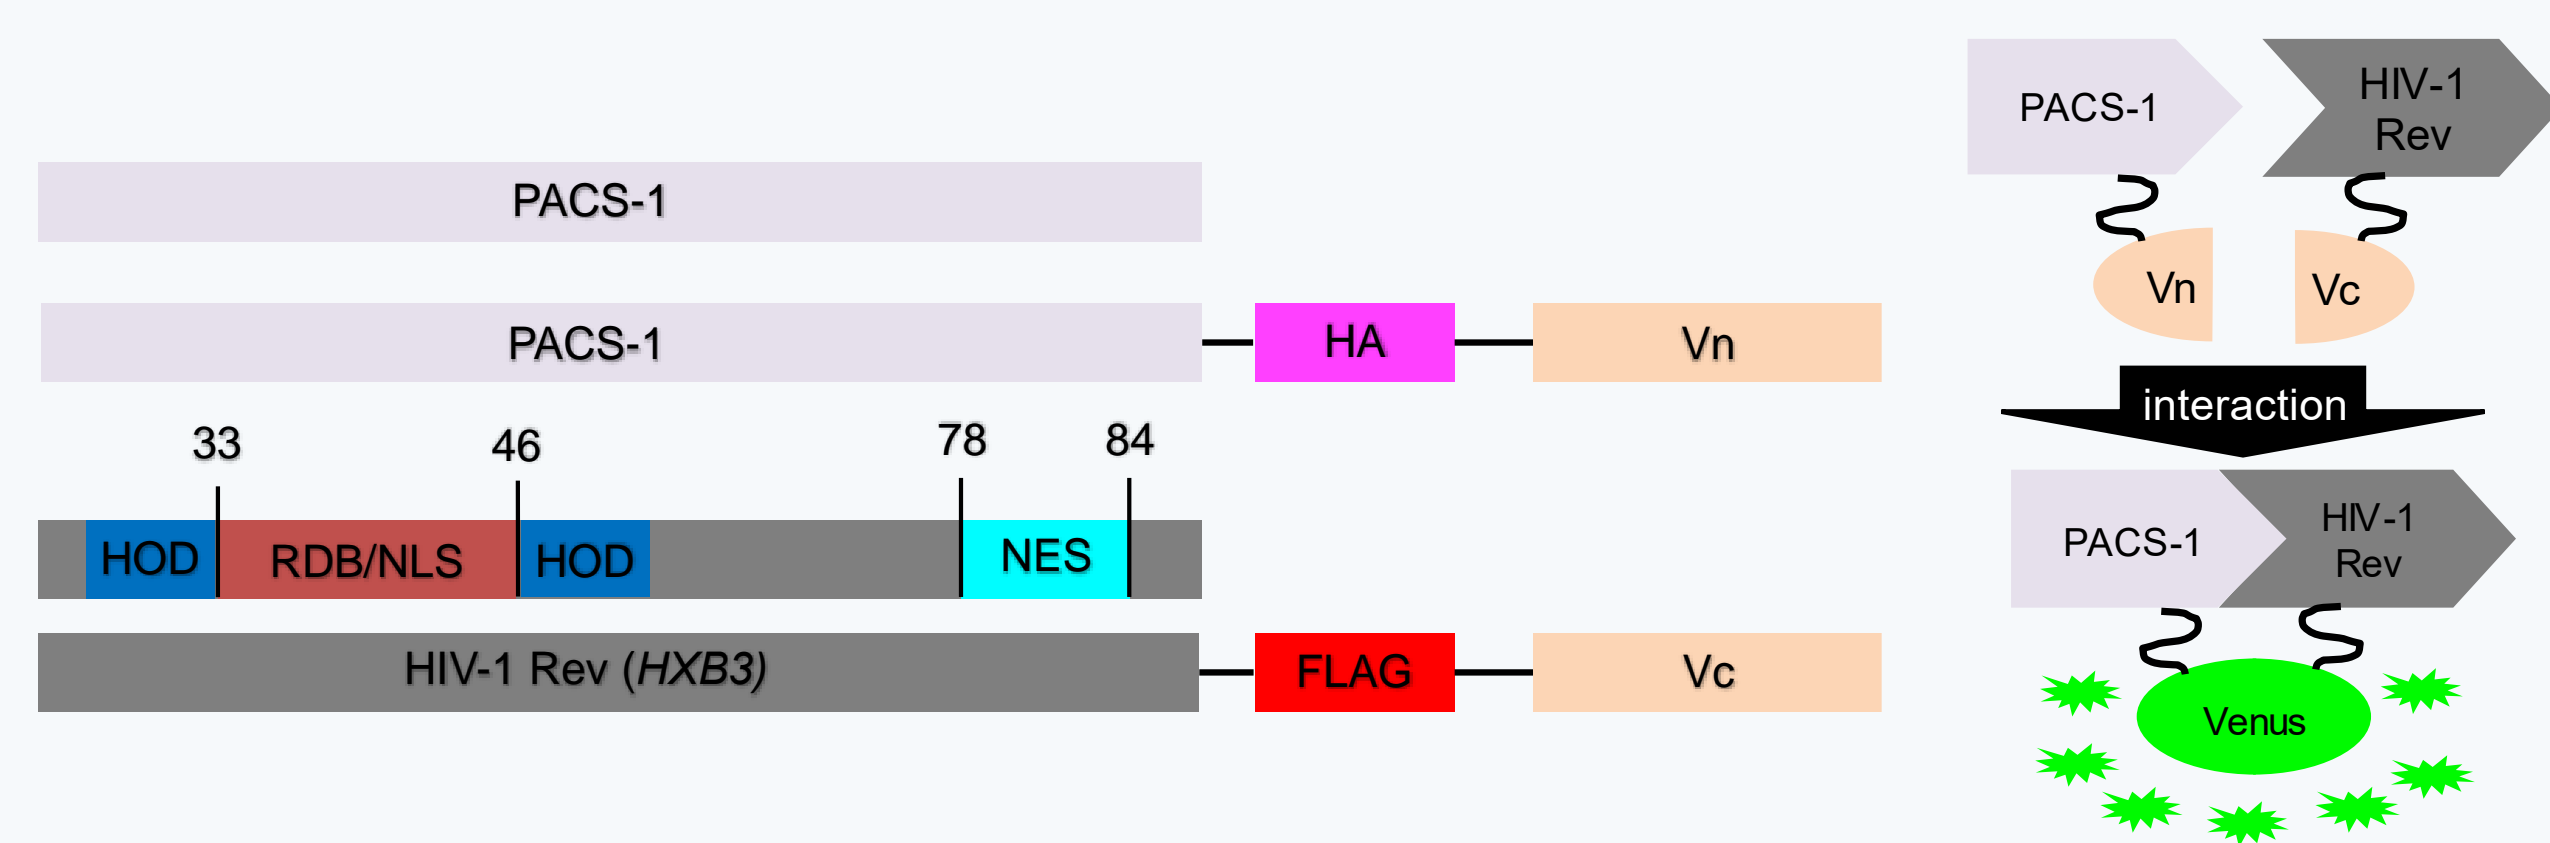 PACS-1
PACS-1 HA Vn
33 46 78 84
HOD RDB/NLS HOD NES
HIV-1 Rev (HXB3) FLAG Vc
PACS-1
HIV-1
Rev
Vn Vc
interaction
PACS-1
HIV-1
Rev
Venus